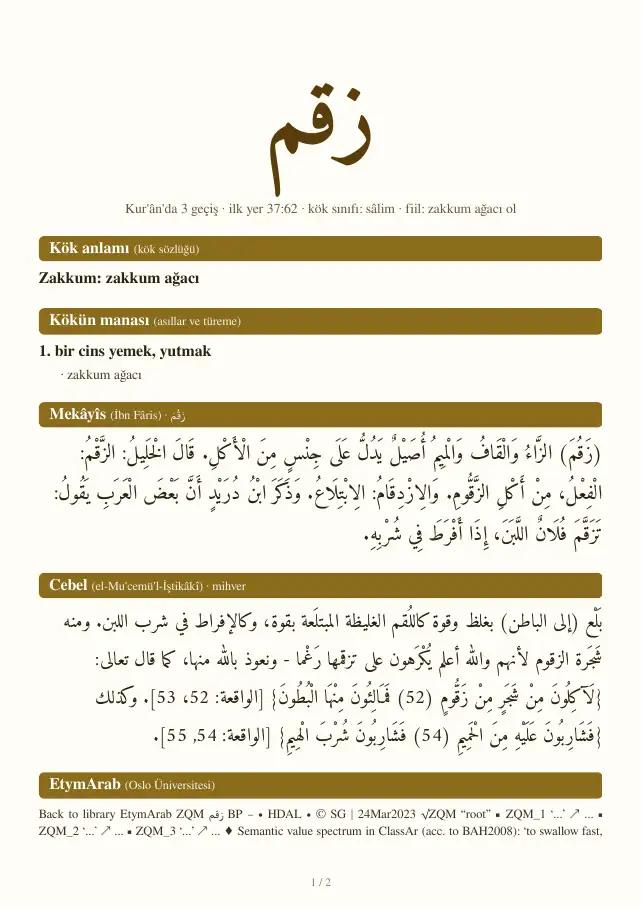 زقم
Kur'ân'da 3 geçiş · ilk yer 37:62 · kök sınıfı: sâlim · fiil: zakkum ağacı ol
Kök anlamı (kök sözlüğü)
Zakkum: zakkum ağacı
Kökün manası (asıllar ve türeme)
1. bir cins yemek, yutmak
· zakkum ağacı
Mekâyîs (İbn Fâris) · زَقُمَ
(زَقُمَ) الزَّاءُ وَالْقَافُ وَالْمِيمُ أُصَيْلٌ يَدُلُّ عَلَى جِنْسٍ مِنَ الْأَكْلِ. قَالَ الْخَلِيلُ: الزَّقْمُ:
الْفِعْلُ، مِنْ أَكْلِ الزَّقُّومِ. وَالِازْدِقَامُ: الِابْتِلَاعُ. وَذَكَرَ ابْنُ دُرَيْدٍ أَنَّ بَعْضَ الْعَرَبِ يَقُولُ:
تَزَقَّمَ فُلَانٌ اللَّبَنَ، إِذَا أَفْرَطَ فِي شُرْبِهِ.
Cebel (el-Mu'cemü'l-İştikâkî) · mihver
بَلْع (إلى الباطن) بغلظ وقوة كاللُقم الغليظة المبتلَعة بقوة، وكالإفراط في شرب اللبن. ومنه
شَجَرة الزقوم لأنهم والله أعلم يُكْرَهون على تزقمها رَغْما - ونعوذ بالله منها، كما قال تعالى:
{لَآكِلُونَ مِنْ شَجَرٍ مِنْ زَقُّومٍ (52) فَمَالِئُونَ مِنْهَا الْبُطُونَ} [الواقعة: 52، 53]. وكذلك
{فَشَارِبُونَ عَلَيْهِ مِنَ الْحَمِيمِ (54) فَشَارِبُونَ شُرْبَ الْهِيمِ} [الواقعة: 54, 55].
EtymArab (Oslo Üniversitesi)
Back to library EtymArab ZQM زقم BP – • HDAL • © SG | 24Mar2023 √ZQM “root” ▪ ZQM_1 ‘...’ ↗ ... ▪
ZQM_2 ‘...’ ↗ ... ▪ ZQM_3 ‘...’ ↗ ... ♦ Semantic value spectrum in ClassAr (acc. to BAH2008): ‘to swallow fast,
1 / 2